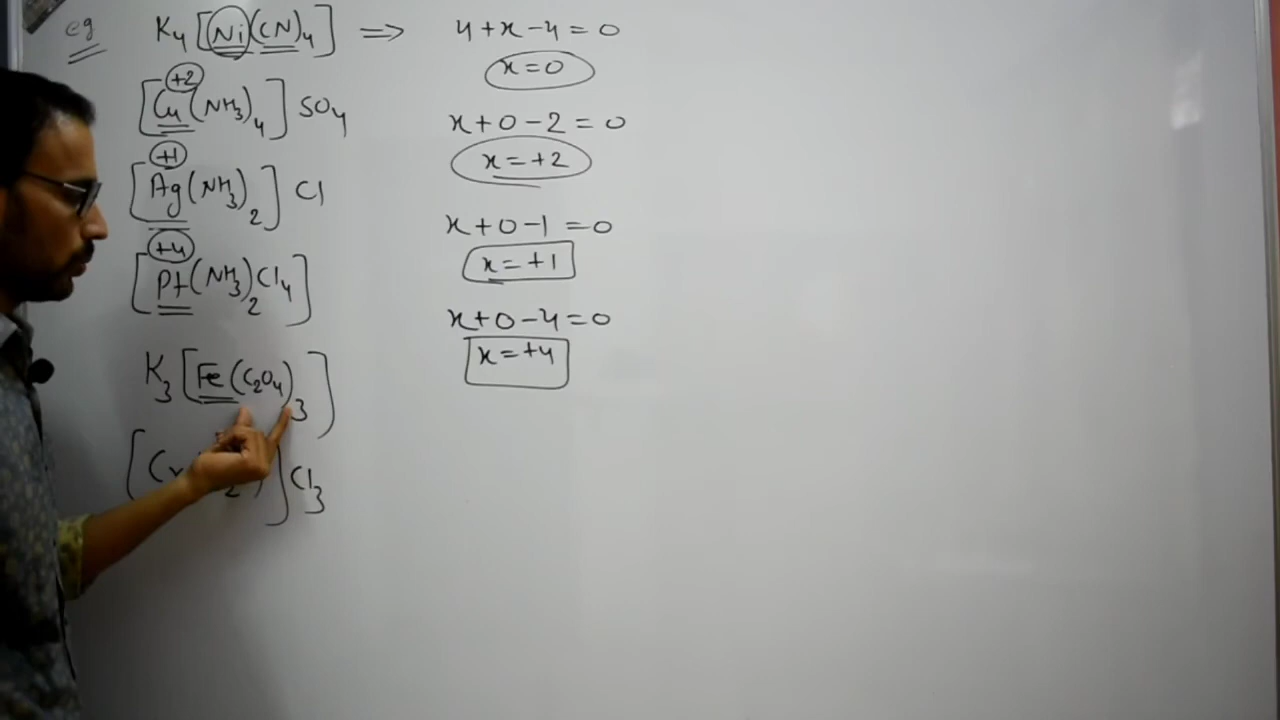 eg K₄[Ni(CN)₄] ⇒ 4+x-4=0
x=0
+2
[Cu(NH₃)₄]SO₄ x+0-2=0
x=+2
+1
[Ag(NH₃)₂]Cl x+0-1=0
x=+1
+4
[Pt(NH₃)₂Cl₄] x+0-4=0
x=+4
K₃[Fe(C₂O₄)₃]
]Cl₃